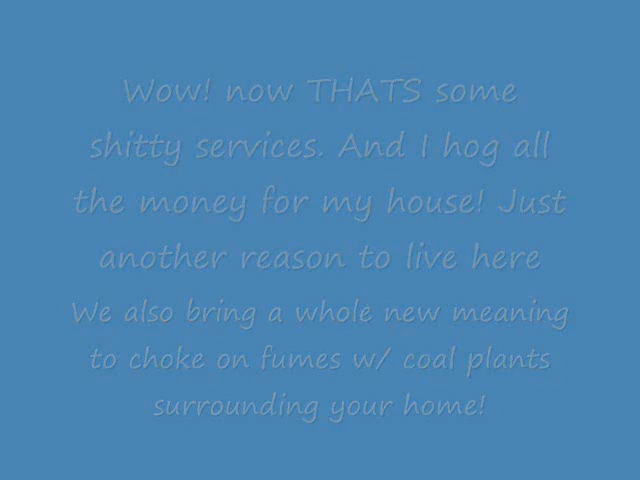 Wow! now THATS some
shitty services. And I hog all
the money for my house! Just
another reason to live here
We also bring a whole new meaning
to choke on fumes w/ coal plants
surrounding your home!